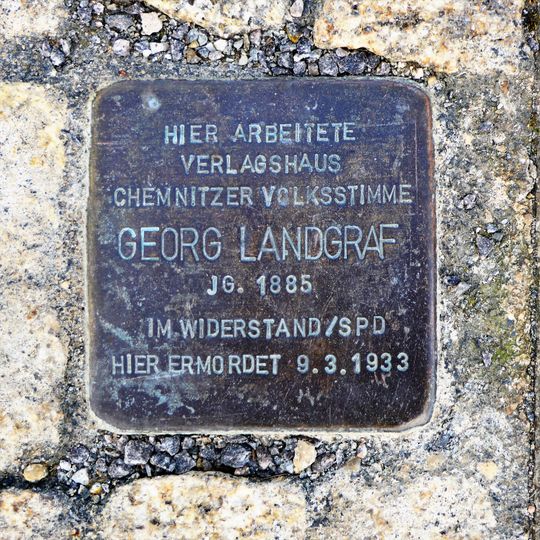 HIER ARBEITETE
VERLAGSHAUS
CHEMNITZER VOLKSSTIMME
GEORG LANDGRAF
JG. 1885
IM WIDERSTAND/SPD
HIER ERMORDET 9.3.1933